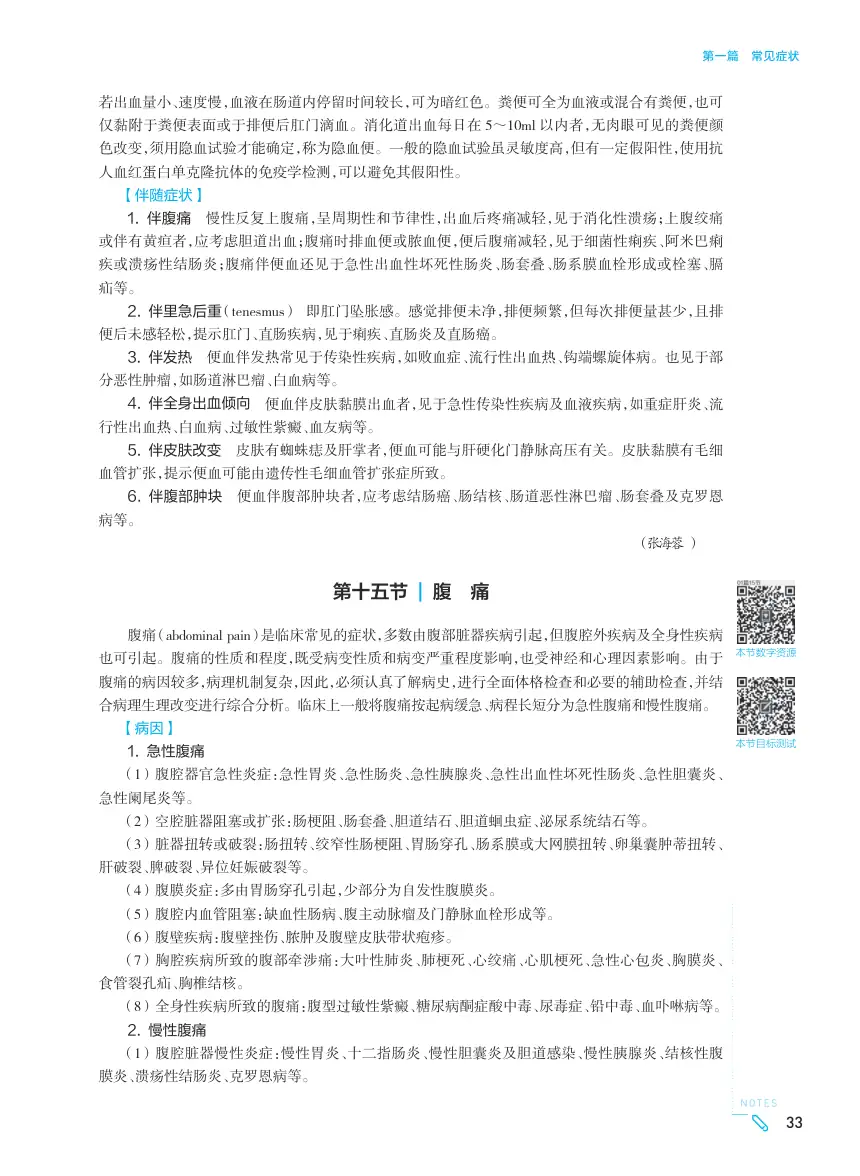 第一篇 常见症状
若出血量小、速度慢,血液在肠道内停留时间较长,可为暗红色。粪便可全为血液或混合有粪便,也可
仅黏附于粪便表面或于排便后肛门滴血。消化道出血每日在 5～10ml 以内者,无肉眼可见的粪便颜
色改变,须用隐血试验才能确定,称为隐血便。一般的隐血试验虽灵敏度高,但有一定假阳性,使用抗
人血红蛋白单克隆抗体的免疫学检测,可以避免其假阳性。
【伴随症状】
1. 伴腹痛 慢性反复上腹痛,呈周期性和节律性,出血后疼痛减轻,见于消化性溃疡;上腹绞痛
或伴有黄疸者,应考虑胆道出血;腹痛时排血便或脓血便,便后腹痛减轻,见于细菌性痢疾、阿米巴痢
疾或溃疡性结肠炎;腹痛伴便血还见于急性出血性坏死性肠炎、肠套叠、肠系膜血栓形成或栓塞、膈
疝等。
2. 伴里急后重(tenesmus) 即肛门坠胀感。感觉排便未净,排便频繁,但每次排便量甚少,且排
便后未感轻松,提示肛门、直肠疾病,见于痢疾、直肠炎及直肠癌。
3. 伴发热 便血伴发热常见于传染性疾病,如败血症、流行性出血热、钩端螺旋体病。也见于部
分恶性肿瘤,如肠道淋巴瘤、白血病等。
4. 伴全身出血倾向 便血伴皮肤黏膜出血者,见于急性传染性疾病及血液疾病,如重症肝炎、流
行性出血热、白血病、过敏性紫癜、血友病等。
5. 伴皮肤改变 皮肤有蜘蛛痣及肝掌者,便血可能与肝硬化门静脉高压有关。皮肤黏膜有毛细
血管扩张,提示便血可能由遗传性毛细血管扩张症所致。
6. 伴腹部肿块 便血伴腹部肿块者,应考虑结肠癌、肠结核、肠道恶性淋巴瘤、肠套叠及克罗恩
病等。
(张海蓉)
第十五节 | 腹 痛
01篇15节
本节数字资源
本节目标测试
腹痛(abdominal pain)是临床常见的症状,多数由腹部脏器疾病引起,但腹腔外疾病及全身性疾病
也可引起。腹痛的性质和程度,既受病变性质和病变严重程度影响,也受神经和心理因素影响。由于
腹痛的病因较多,病理机制复杂,因此,必须认真了解病史,进行全面体格检查和必要的辅助检查,并结
合病理生理改变进行综合分析。临床上一般将腹痛按起病缓急、病程长短分为急性腹痛和慢性腹痛。
【病因】
1. 急性腹痛
(1)腹腔器官急性炎症:急性胃炎、急性肠炎、急性胰腺炎、急性出血性坏死性肠炎、急性胆囊炎、
急性阑尾炎等。
(2)空腔脏器阻塞或扩张:肠梗阻、肠套叠、胆道结石、胆道蛔虫症、泌尿系统结石等。
(3)脏器扭转或破裂:肠扭转、绞窄性肠梗阻、胃肠穿孔、肠系膜或大网膜扭转、卵巢囊肿蒂扭转、
肝破裂、脾破裂、异位妊娠破裂等。
(4)腹膜炎症:多由胃肠穿孔引起,少部分为自发性腹膜炎。
(5)腹腔内血管阻塞:缺血性肠病、腹主动脉瘤及门静脉血栓形成等。
(6)腹壁疾病:腹壁挫伤、脓肿及腹壁皮肤带状疱疹。
(7)胸腔疾病所致的腹部牵涉痛:大叶性肺炎、肺梗死、心绞痛、心肌梗死、急性心包炎、胸膜炎、
食管裂孔疝、胸椎结核。
(8)全身性疾病所致的腹痛:腹型过敏性紫癜、糖尿病酮症酸中毒、尿毒症、铅中毒、血卟啉病等。
2. 慢性腹痛
(1)腹腔脏器慢性炎症:慢性胃炎、十二指肠炎、慢性胆囊炎及胆道感染、慢性胰腺炎、结核性腹
膜炎、溃疡性结肠炎、克罗恩病等。
NOTES
33